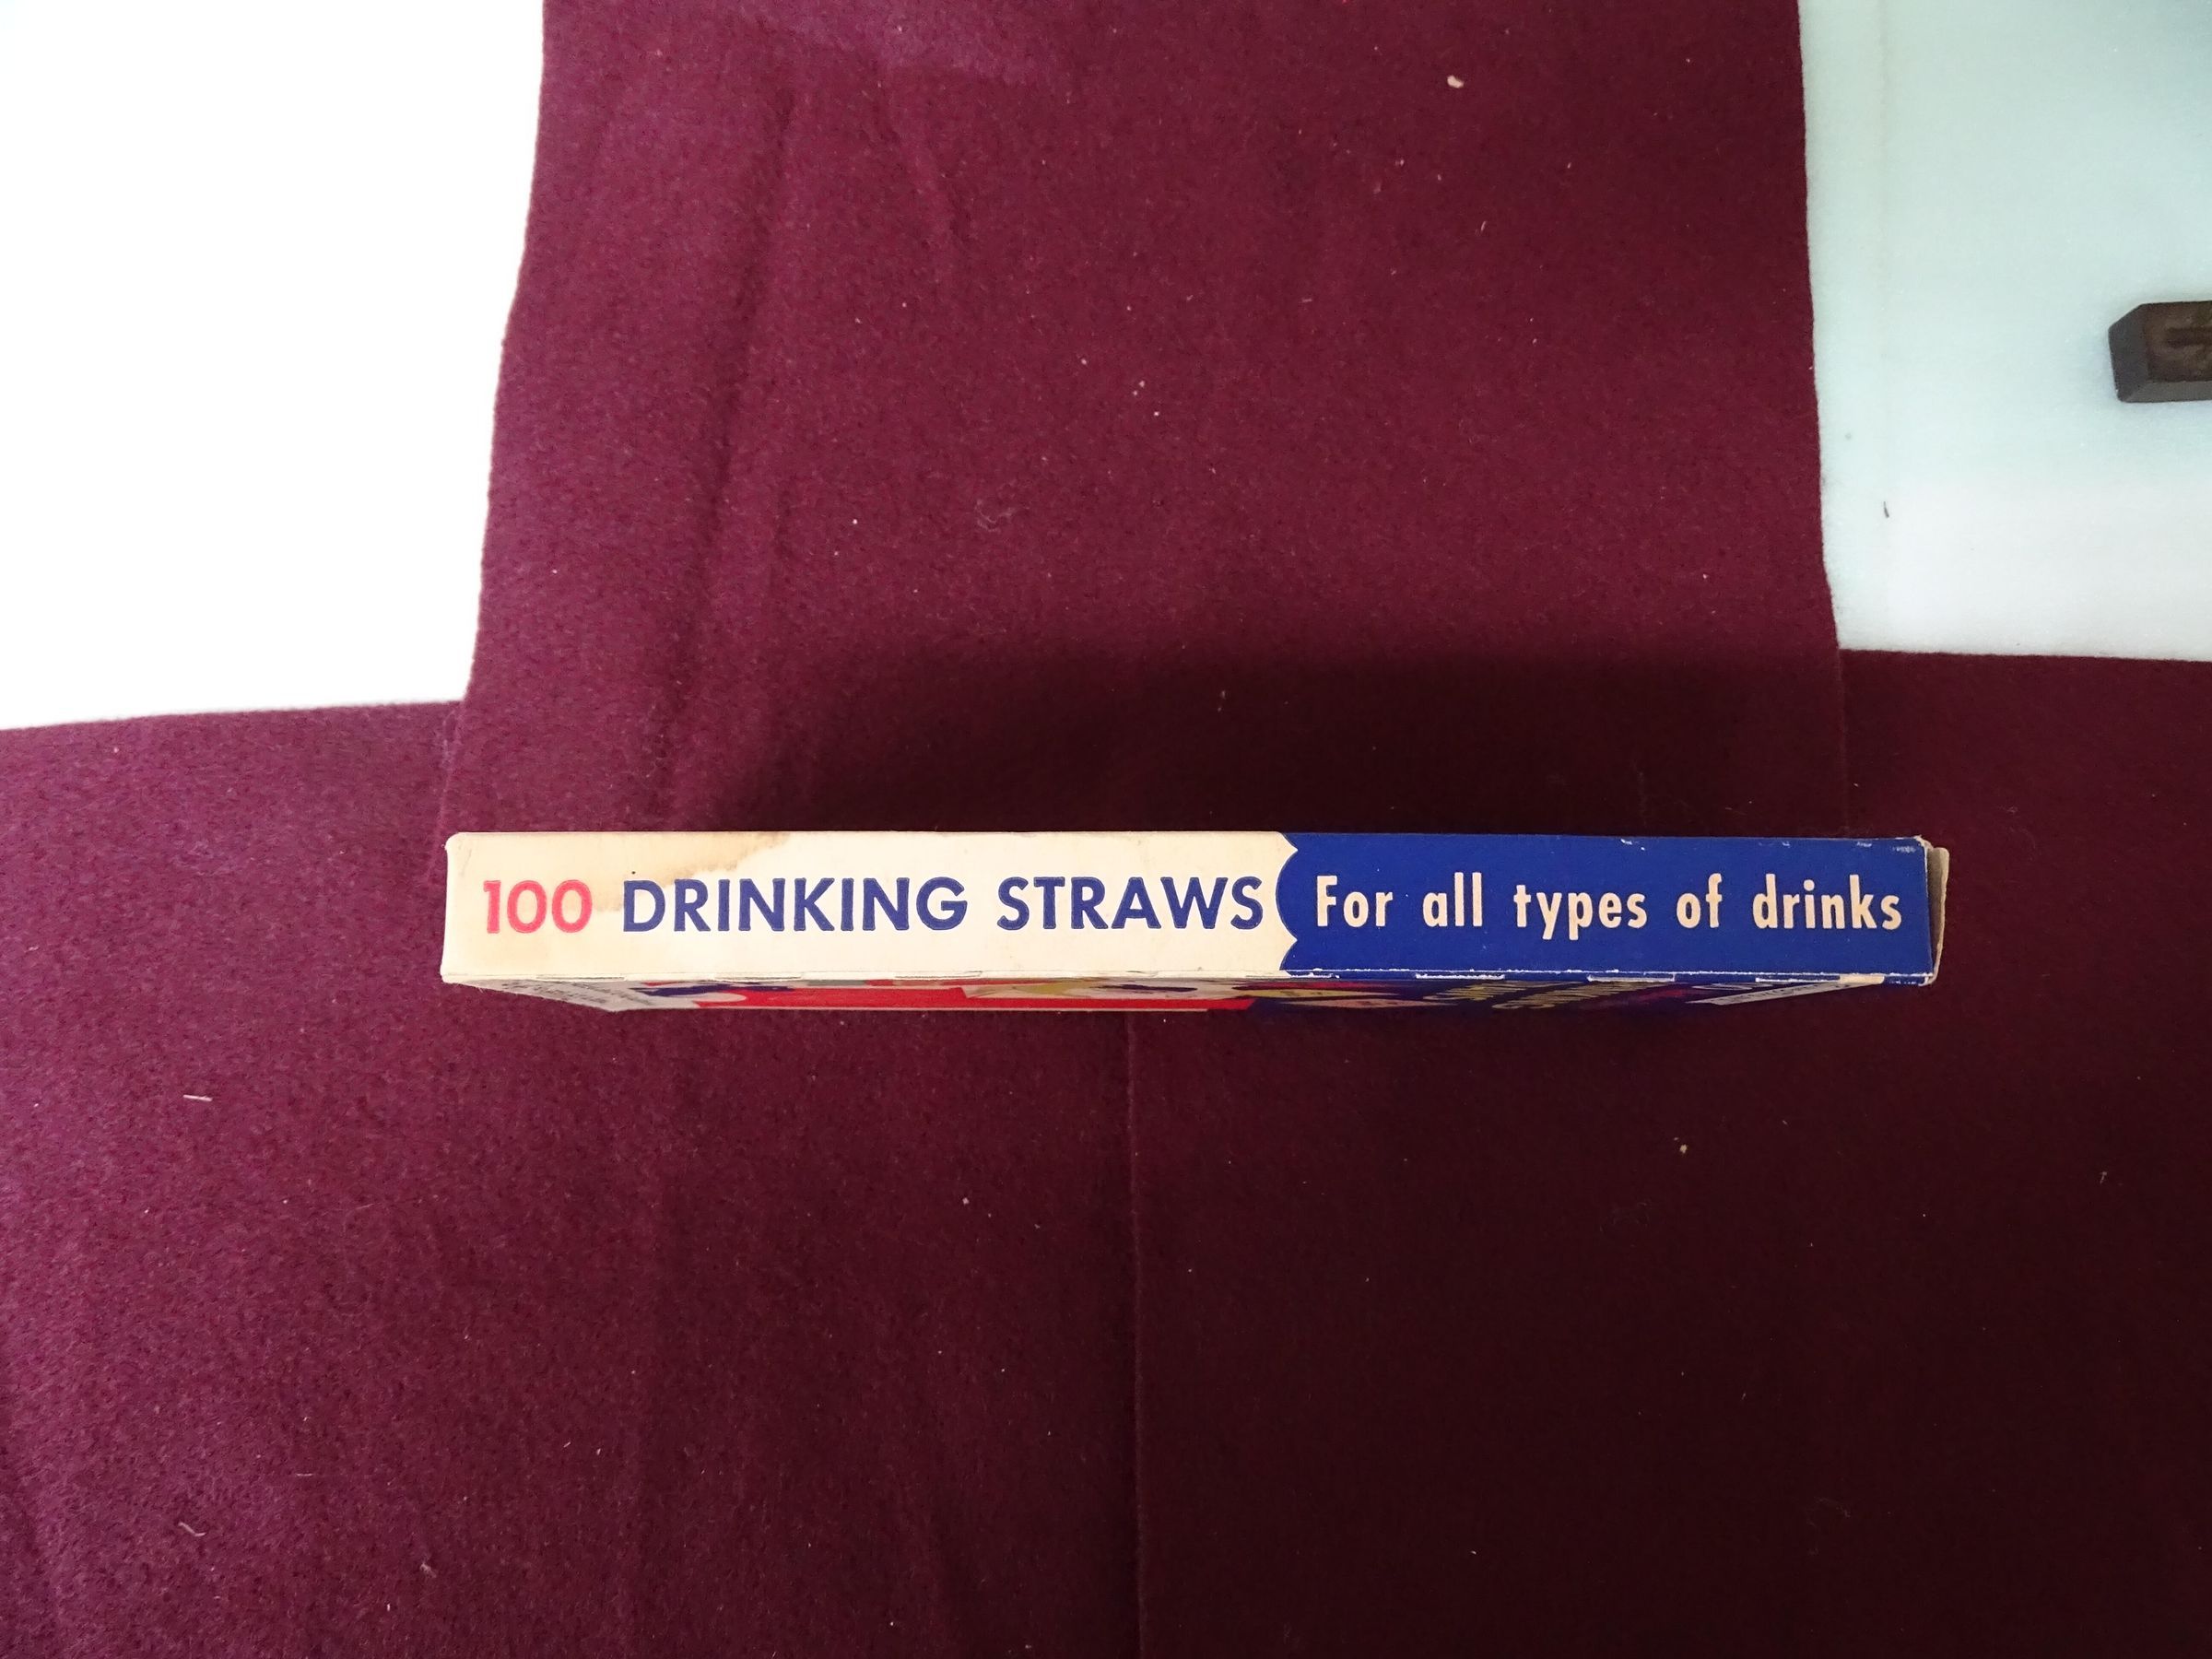 100 DRINKING STRAWS For all types of drinks